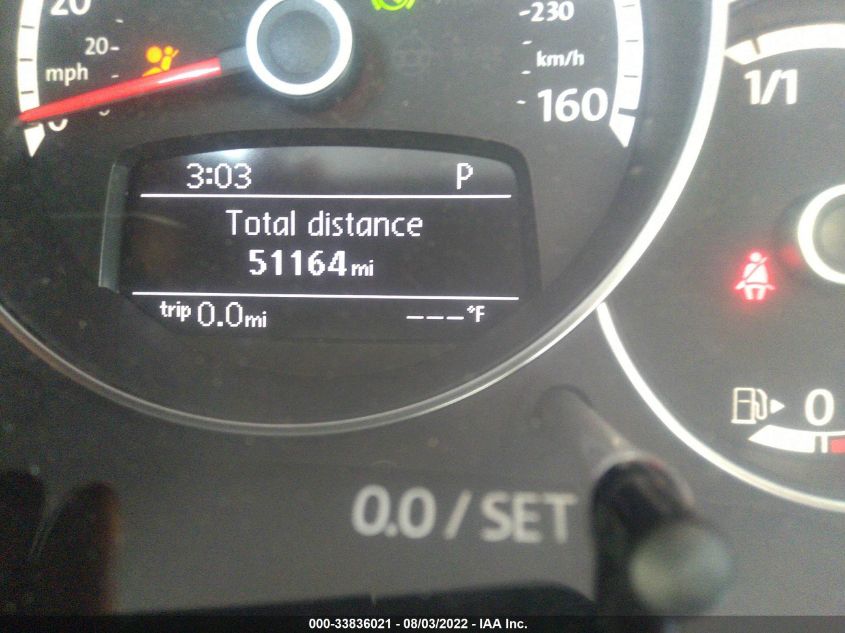 20
-230
20-
mph
km/h
-160
1/1
0
3:03 P
Total distance
51164 mi
trip 0.0 mi ---°F
0
0.0 / SET
000-33836021 - 08/03/2022 - IAA Inc.